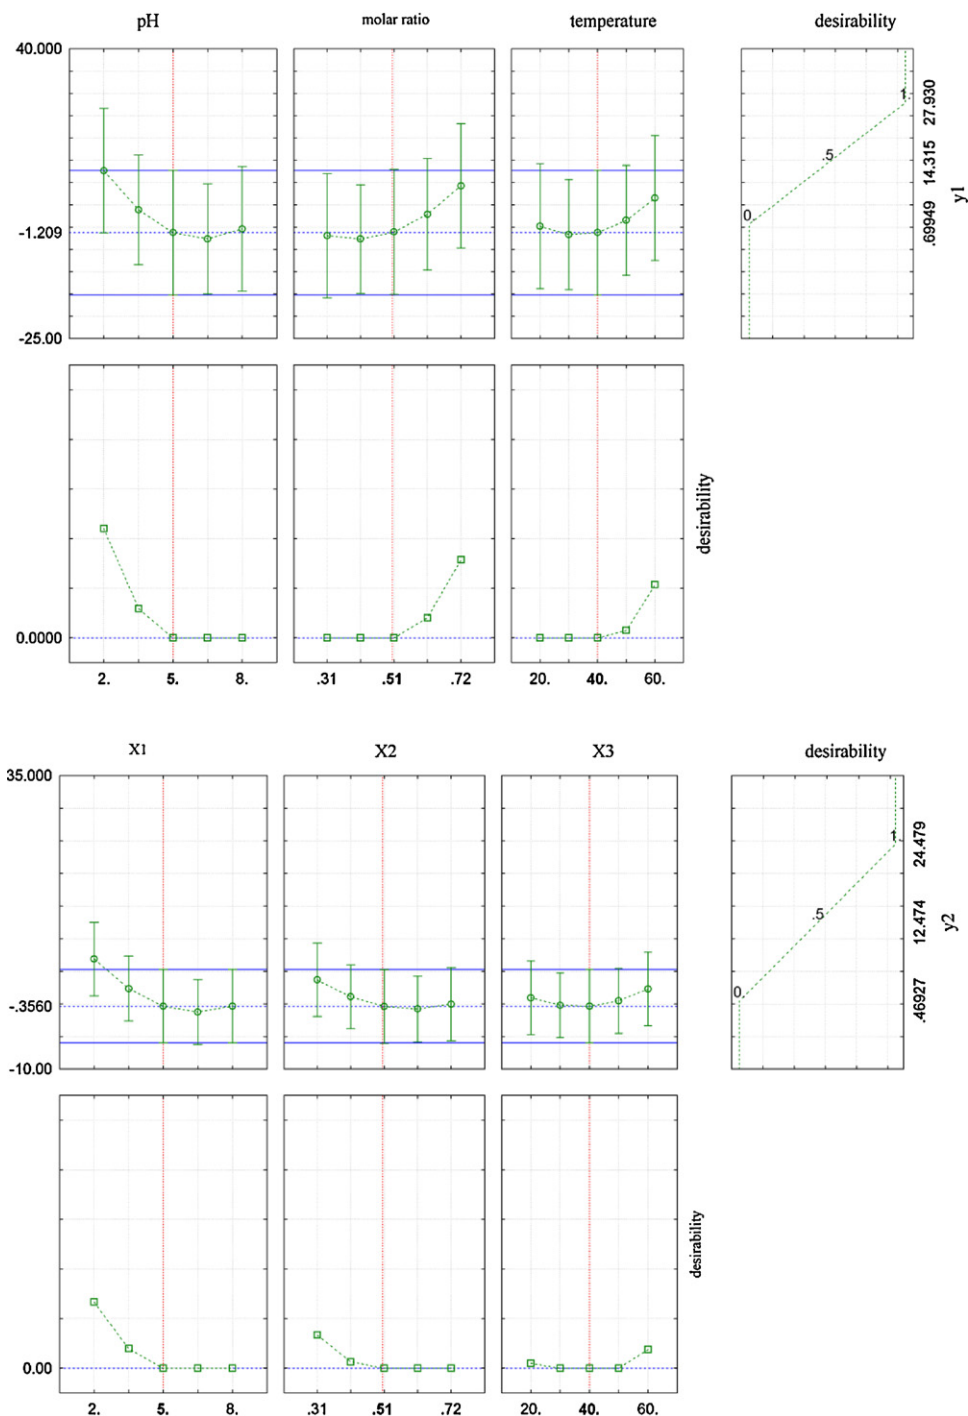 pH molar ratio temperature desirability
40.000
-1.209
-25.00
0 .5 1
.69949 14.315 27.930
y1
desirability
0.0000
2. 5. 8. .31 .51 .72 20. 40. 60.
X1 X2 X3 desirability
35.000
-.3560
-10.00
0 .5 1
.46927 12.474 24.479
y2
desirability
0.00
2. 5. 8. .31 .51 .72 20. 40. 60.